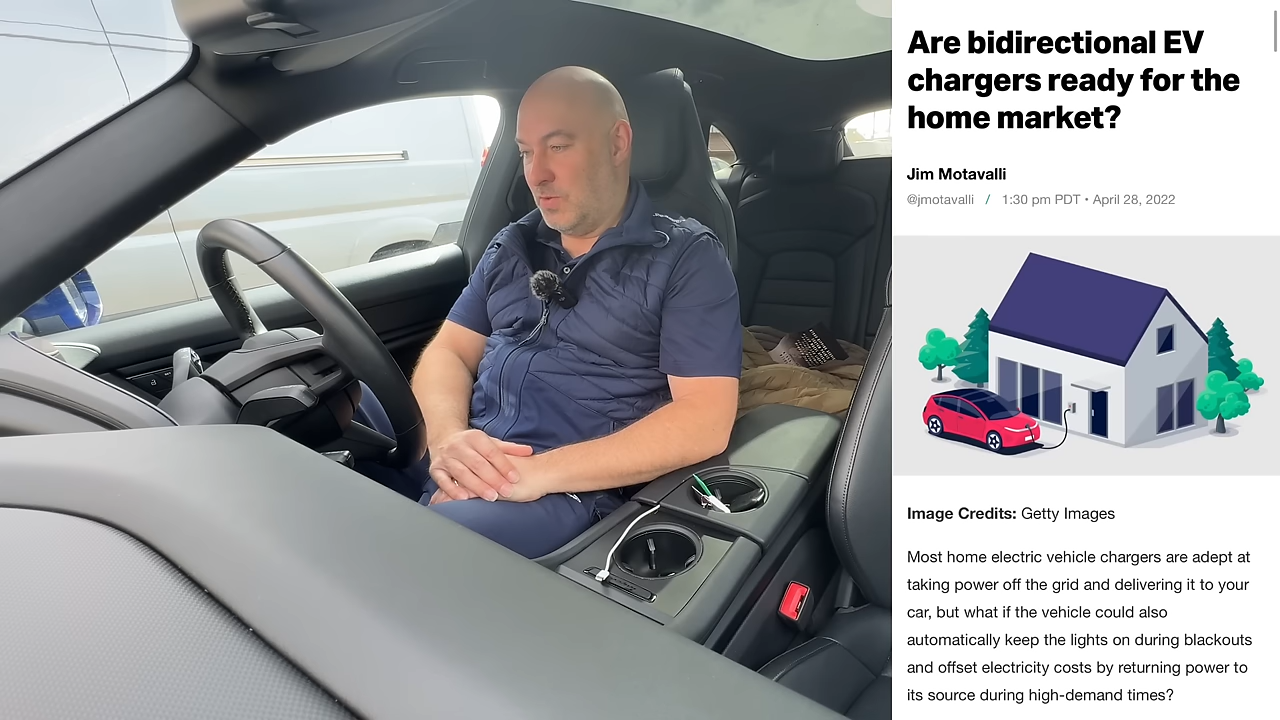 Are bidirectional EV
chargers ready for the
home market?
Jim Motavalli
@jmotavalli / 1:30 pm PDT • April 28, 2022
Image Credits: Getty Images
Most home electric vehicle chargers are adept at
taking power off the grid and delivering it to your
car, but what if the vehicle could also
automatically keep the lights on during blackouts
and offset electricity costs by returning power to
its source during high-demand times?